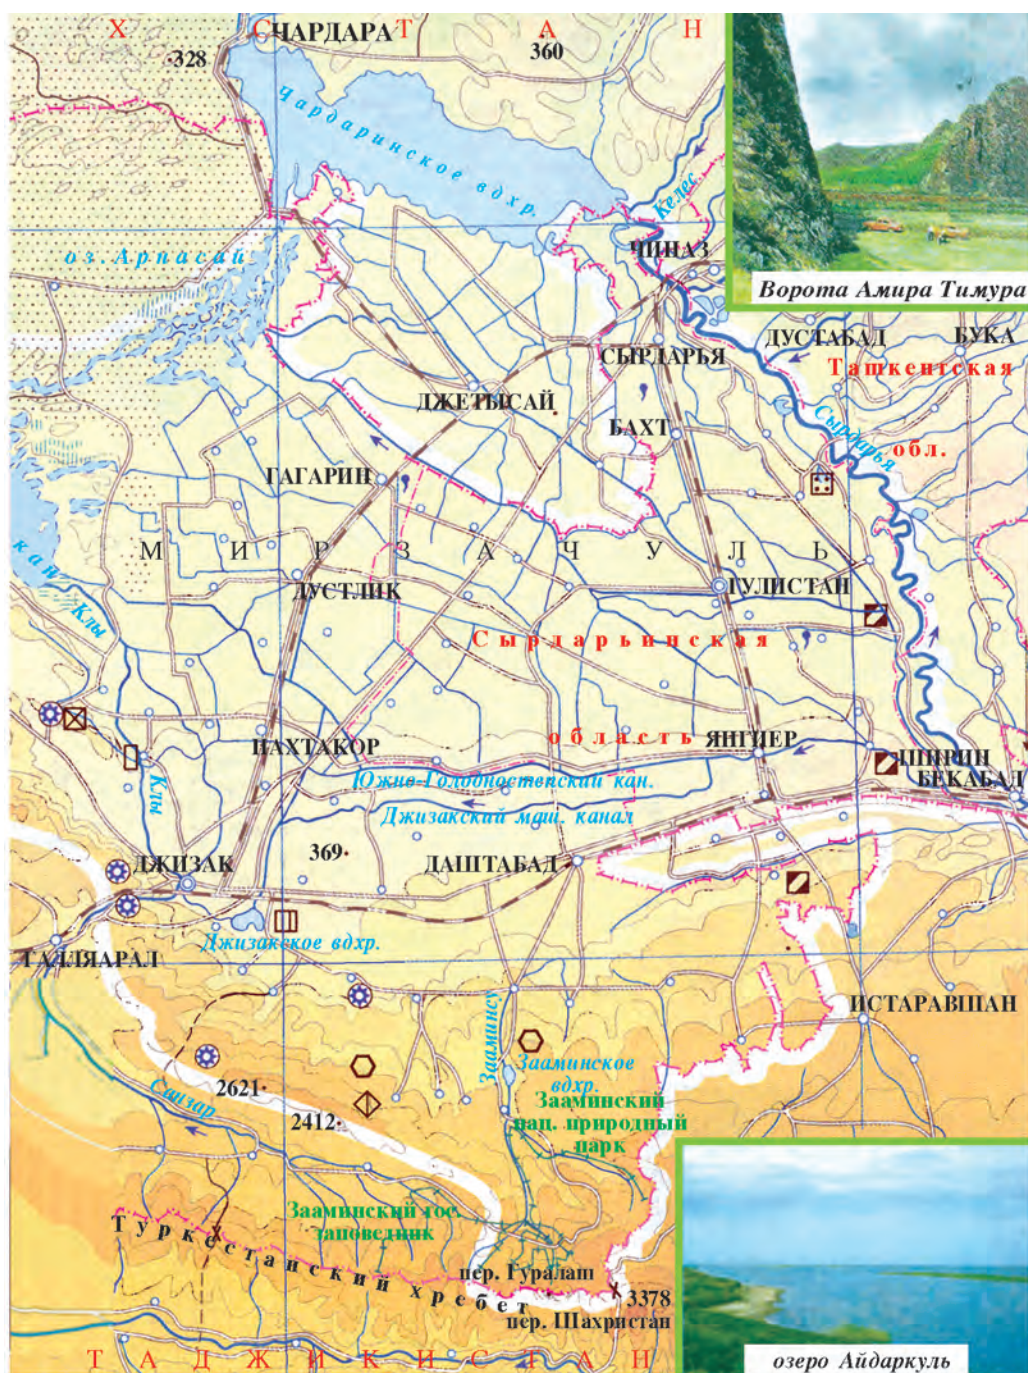 Х С Т А Н
ЧАРДАРА
328
360
Чардаринское вдхр.
Келес
оз. Арпасай
ЧИНАЗ
Ворота Амира Тимура
СЫРДАРЬЯ
ДУСТАБАД
БУКА
Ташкентская
обл.
ДЖЕТЫСАЙ
БАХТ
Сырдарья
ГАГАРИН
М И Р З А Ч У Л Ь
кан. Клы
ДУСТЛИК
ГУЛИСТАН
Сырдарьинская
область
ПАХТАКОР
ЯНГИЕР
ШИРИН
БЕКАБАД
Южно-Голодностепский кан.
Клы
Джизакский маш. канал
ДЖИЗАК
369
ДАШТАБАД
Джизакское вдхр.
ГАЛЛЯАРАЛ
ИСТАРАВШАН
Зааминсу
Зааминское
вдхр.
2621
Санзар
2412
Зааминский
нац. природный
парк
Зааминский гос.
заповедник
Туркестанский хребет
пер. Гуралаш
3378
пер. Шахристан
Т А Д Ж И К И С Т А Н
озеро Айдаркуль